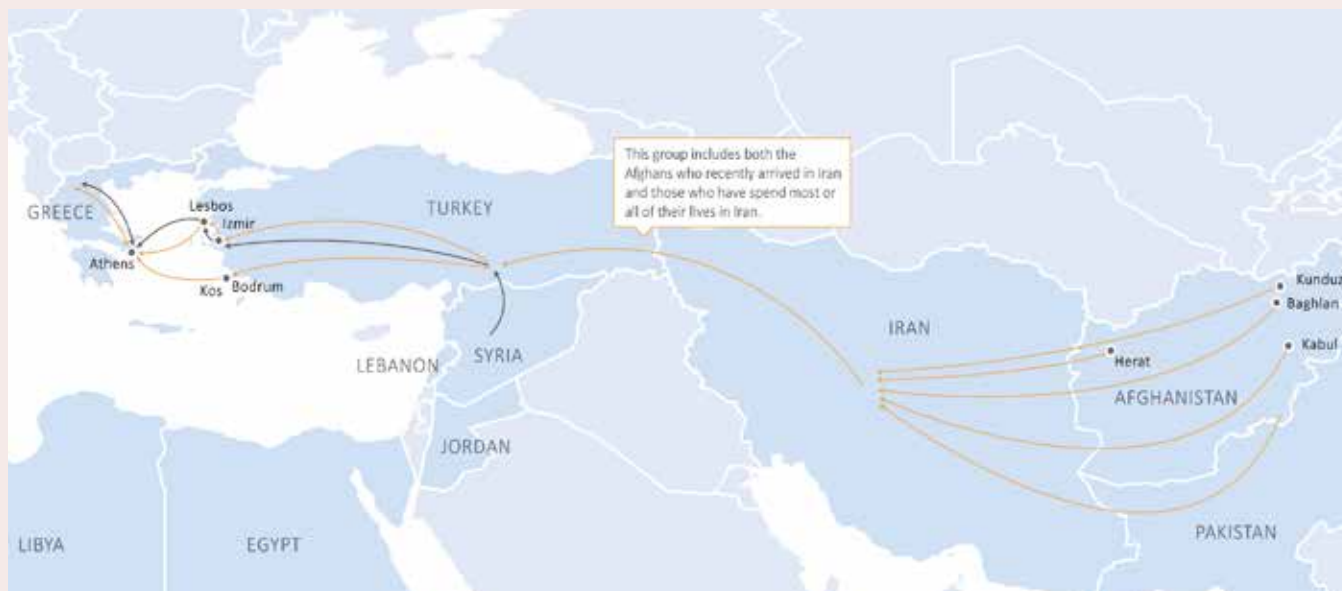 This group includes both the
Afghans who recently arrived in Iran
and those who have spend most or
all of their lives in Iran.
GREECE
Lesbos
Izmir
TURKEY
Athens
Kos
Bodrum
LEBANON
SYRIA
IRAN
Kunduz
Baghlan
Kabul
Herat
AFGHANISTAN
JORDAN
LIBYA
EGYPT
PAKISTAN